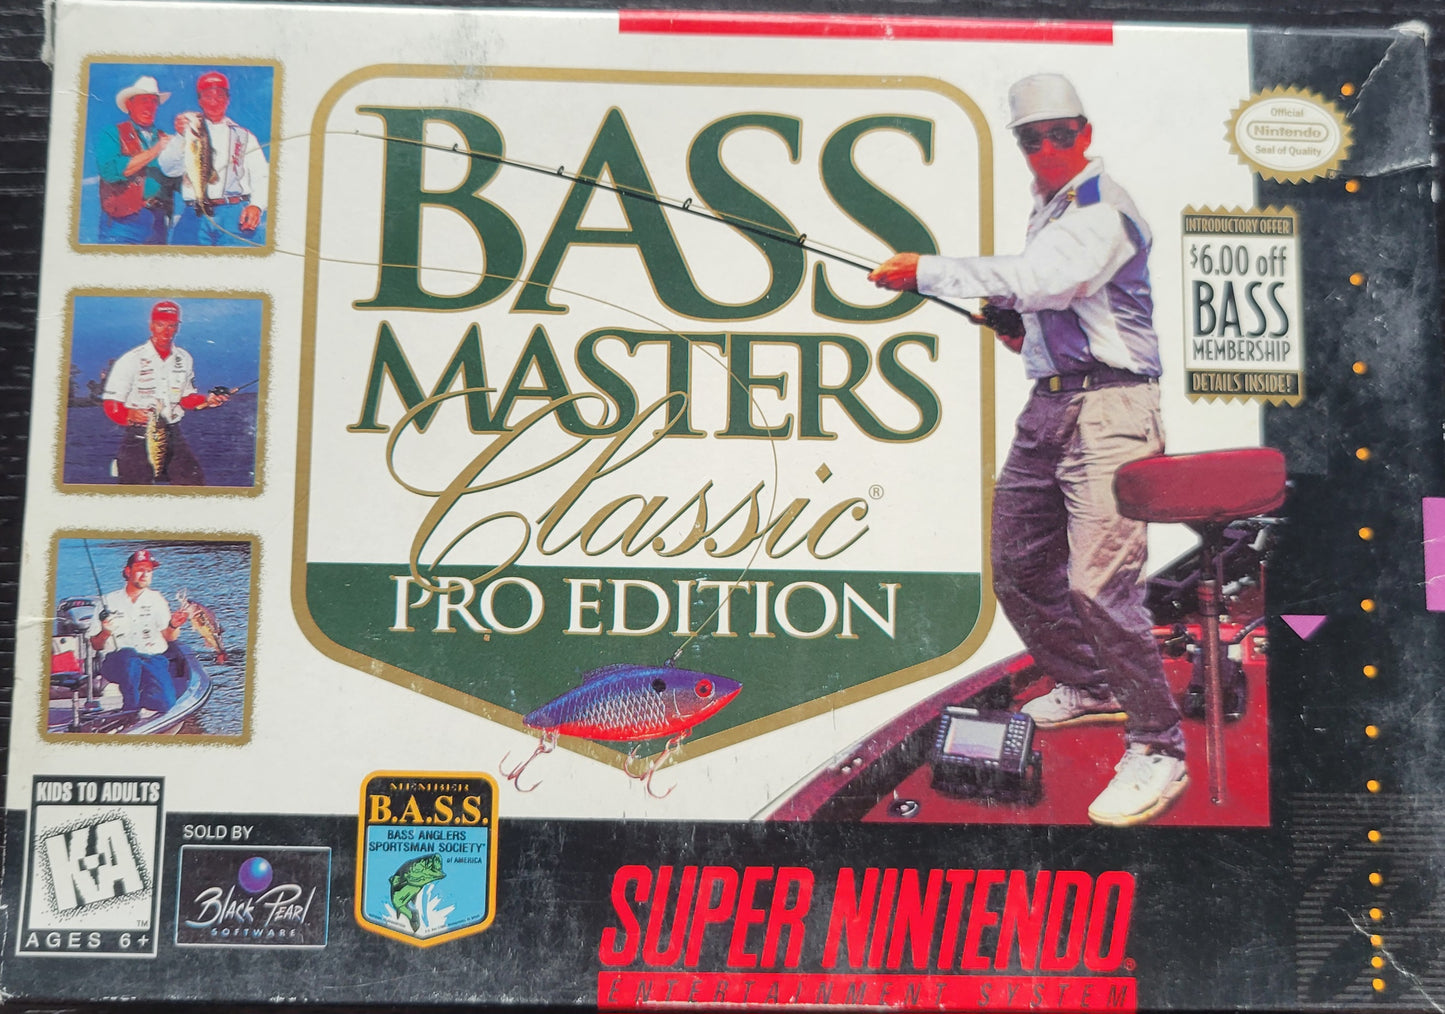 BASS
MASTERS
Classic®
PRO EDITION
Official
Nintendo
Seal of Quality
INTRODUCTORY OFFER
$6.00 off
BASS
MEMBERSHIP
DETAILS INSIDE!
KIDS TO ADULTS
K-A
TM
AGES 6+
SOLD BY
Black Pearl
SOFTWARE
MEMBER
B.A.S.S.
BASS ANGLERS
SPORTSMAN SOCIETY
of AMERICA
SUPER NINTENDO®
ENTERTAINMENT SYSTEM